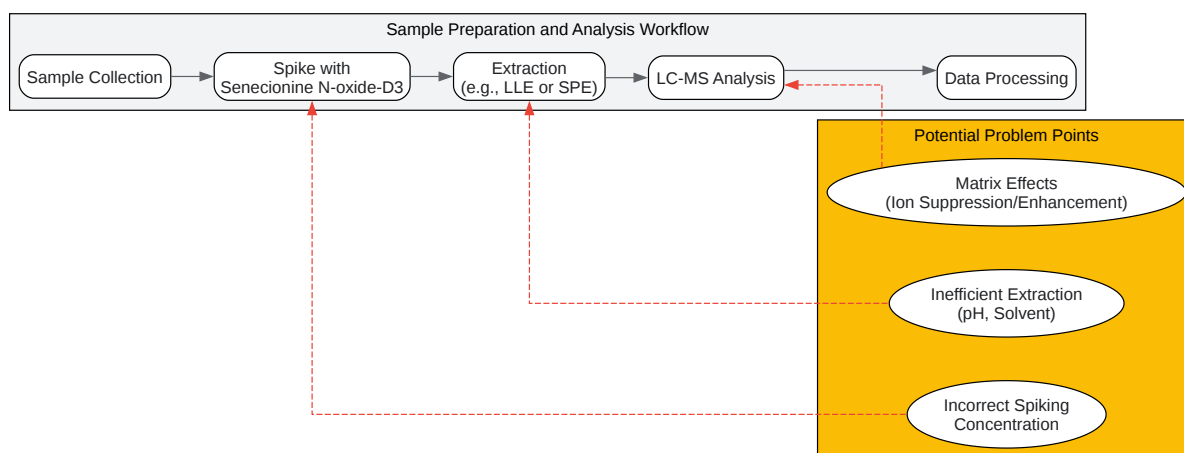 Sample Preparation and Analysis Workflow
Sample Collection
Spike with
Senecionine N-oxide-D3
Extraction
(e.g., LLE or SPE)
LC-MS Analysis
Data Processing
Potential Problem Points
Matrix Effects
(Ion Suppression/Enhancement)
Inefficient Extraction
(pH, Solvent)
Incorrect Spiking
Concentration